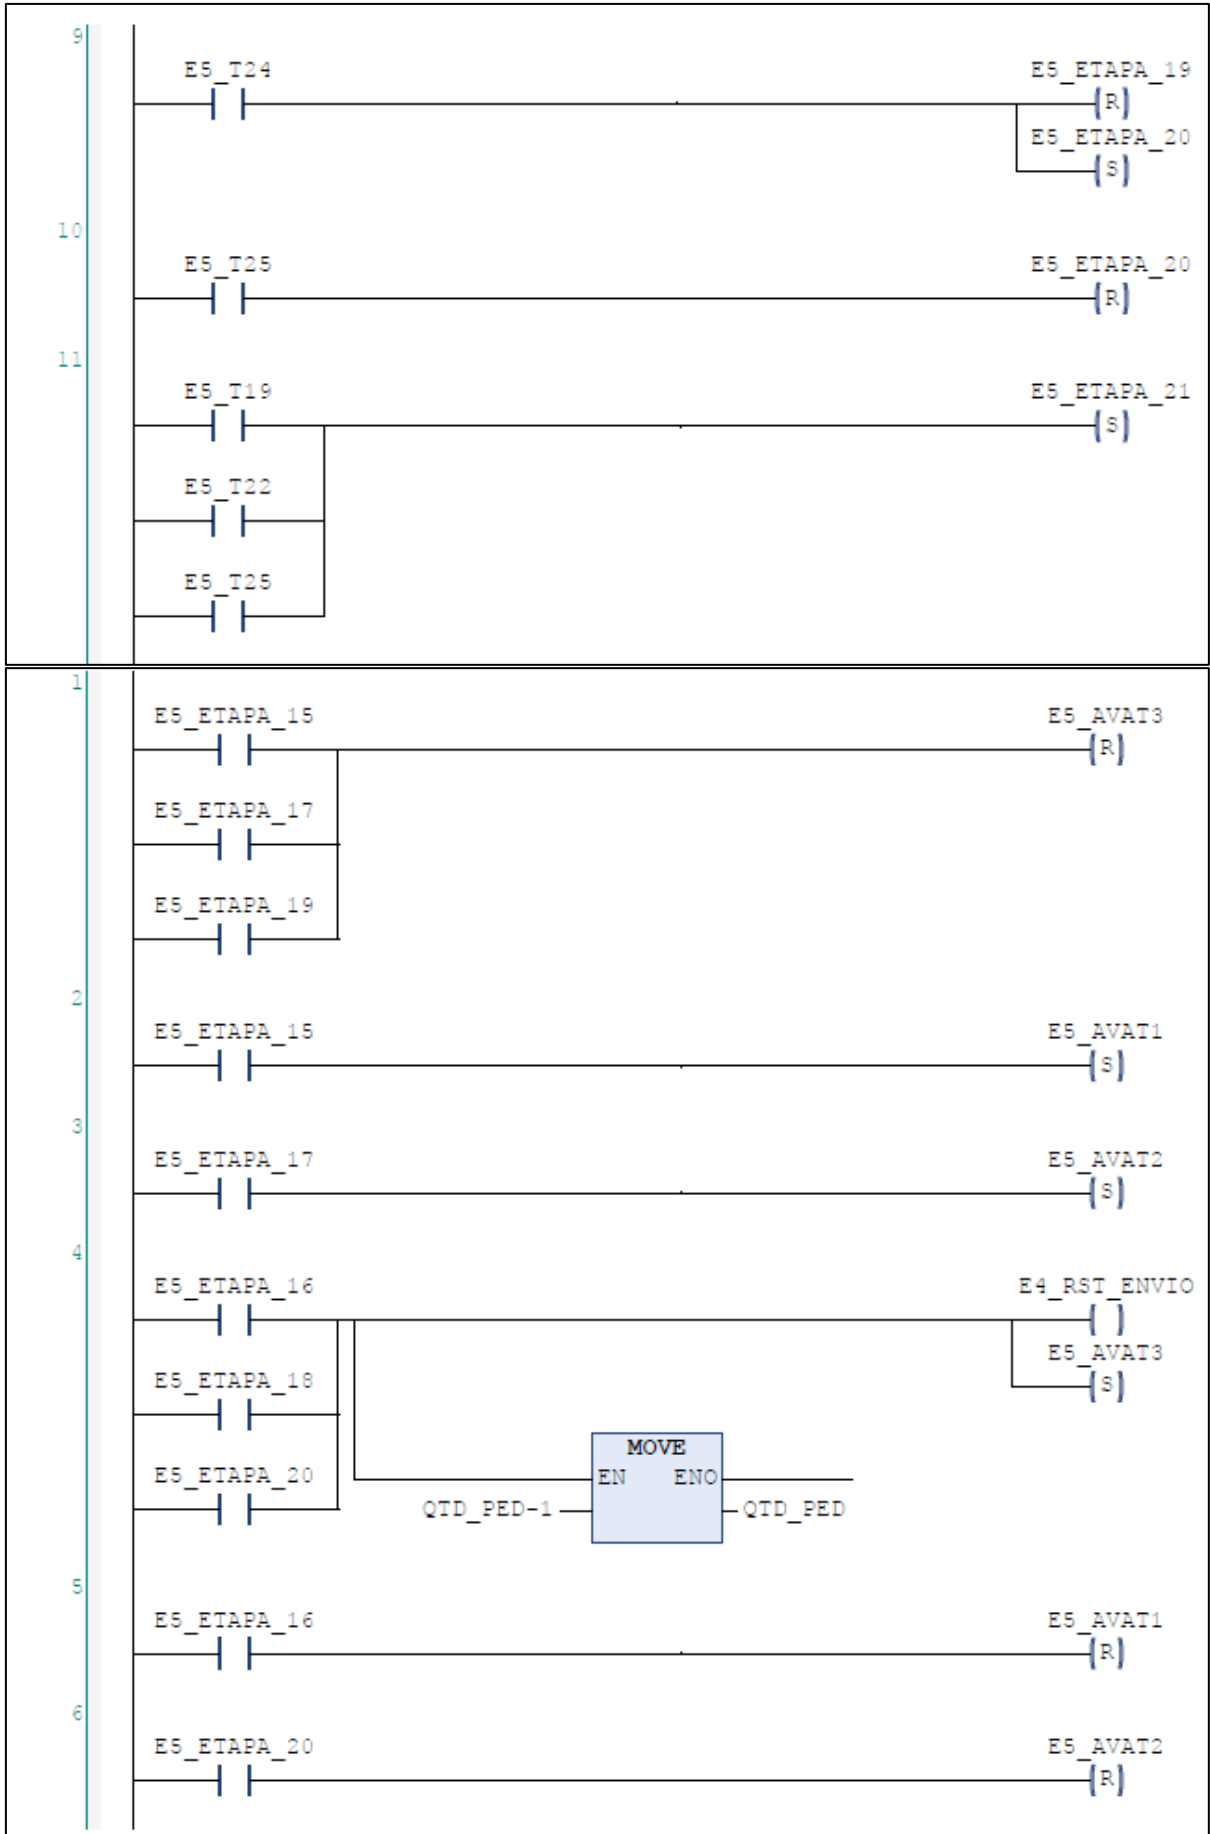 9
E5_T24 E5_ETAPA_19
(R)
E5_ETAPA_20
(S)
10
E5_T25 E5_ETAPA_20
(R)
11
E5_T19 E5_ETAPA_21
(S)
E5_T22
E5_T25
1
E5_ETAPA_15 E5_AVAT3
(R)
E5_ETAPA_17
E5_ETAPA_19
2
E5_ETAPA_15 E5_AVAT1
(S)
3
E5_ETAPA_17 E5_AVAT2
(S)
4
E5_ETAPA_16 E4_RST_ENVIO
( )
E5_AVAT3
E5_ETAPA_18 (S)
MOVE
E5_ETAPA_20 EN ENO
QTD_PED-1 QTD_PED
5
E5_ETAPA_16 E5_AVAT1
(R)
6
E5_ETAPA_20 E5_AVAT2
(R)